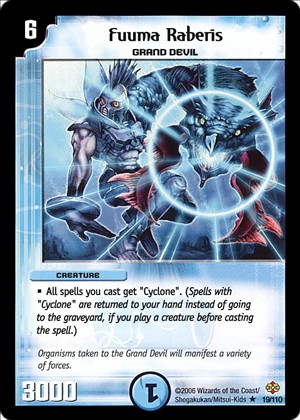 6
Fuuma Raberis
GRAND DEVIL
CREATURE
▪ All spells you cast get "Cyclone". (Spells with
"Cyclone" are returned to your hand instead of going
to the graveyard, if you play a creature before casting
the spell.)
Organisms taken to the Grand Devil will manifest a
variety of forces.
3000
1
©2006 Wizards of the Coast/
Shogakukan/Mitsui-Kids ★ 19/110